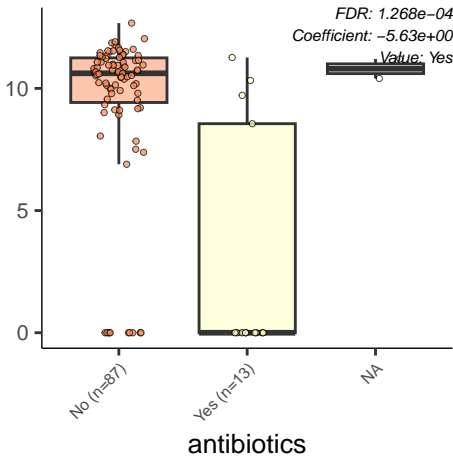 FDR: 1.268e−04
Coefficient: −5.63e+00
Value: Yes
10
5
0
No (n=87)
Yes (n=13)
NA
antibiotics